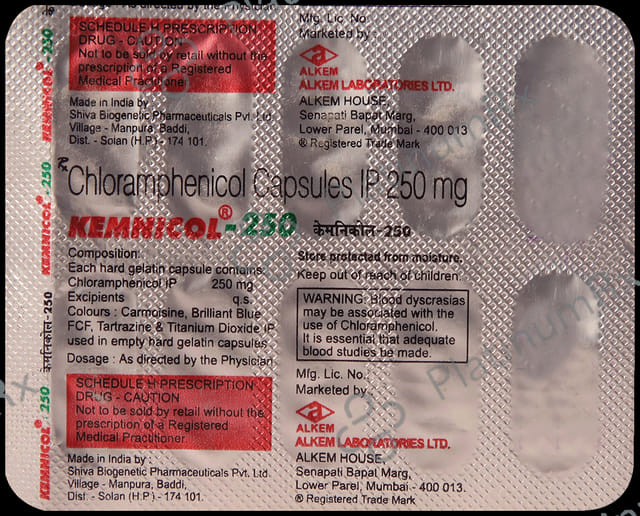 As directed by the Physician
SCHEDULE H PRESCRIPTION
DRUG - CAUTION
Not to be sold by retail without the
prescription of a Registered
Medical Practitioner
Made in India by
Shiva Biogenetic Pharmaceuticals Pvt. Ltd
Village - Manpura, Baddi,
Dist. - Solan (H.P) - 174 101.
Mfg. Lic. No.
Marketed by
ALKEM
ALKEM LABORATORIES LTD.
ALKEM HOUSE,
Senapati Bapat Marg,
Lower Parel, Mumbai - 400 013
® Registered Trade Mark
Rx Chloramphenicol Capsules IP 250 mg
KEMNICOL®-250 केमनिकोल-250
Composition:
Each hard gelatin capsule contains:
Chloramphenicol IP 250 mg
Excipients q.s.
Colours : Carmoisine, Brilliant Blue
FCF, Tartrazine & Titanium Dioxide IP
used in empty hard gelatin capsules
Dosage : As directed by the Physician
Store protected from moisture.
Keep out of reach of children.
WARNING: Blood dyscrasias
may be associated with the
use of Chloramphenicol.
It is essential that adequate
blood studies be made.
SCHEDULE H PRESCRIPTION
DRUG - CAUTION
Not to be sold by retail without the
prescription of a Registered
Medical Practitioner
Made in India by :
Shiva Biogenetic Pharmaceuticals Pvt. Ltd.
Village - Manpura, Baddi,
Dist. - Solan (H.P) - 174 101.
Mfg. Lic. No.
Marketed by
ALKEM
ALKEM LABORATORIES LTD.
ALKEM HOUSE,
Senapati Bapat Marg,
Lower Parel, Mumbai - 400 013.
® Registered Trade Mark
KEMNICOL®-250
KEMNICOL®-250
केमनिकोल-250
KEMNICOL®-250
PlatinumRx